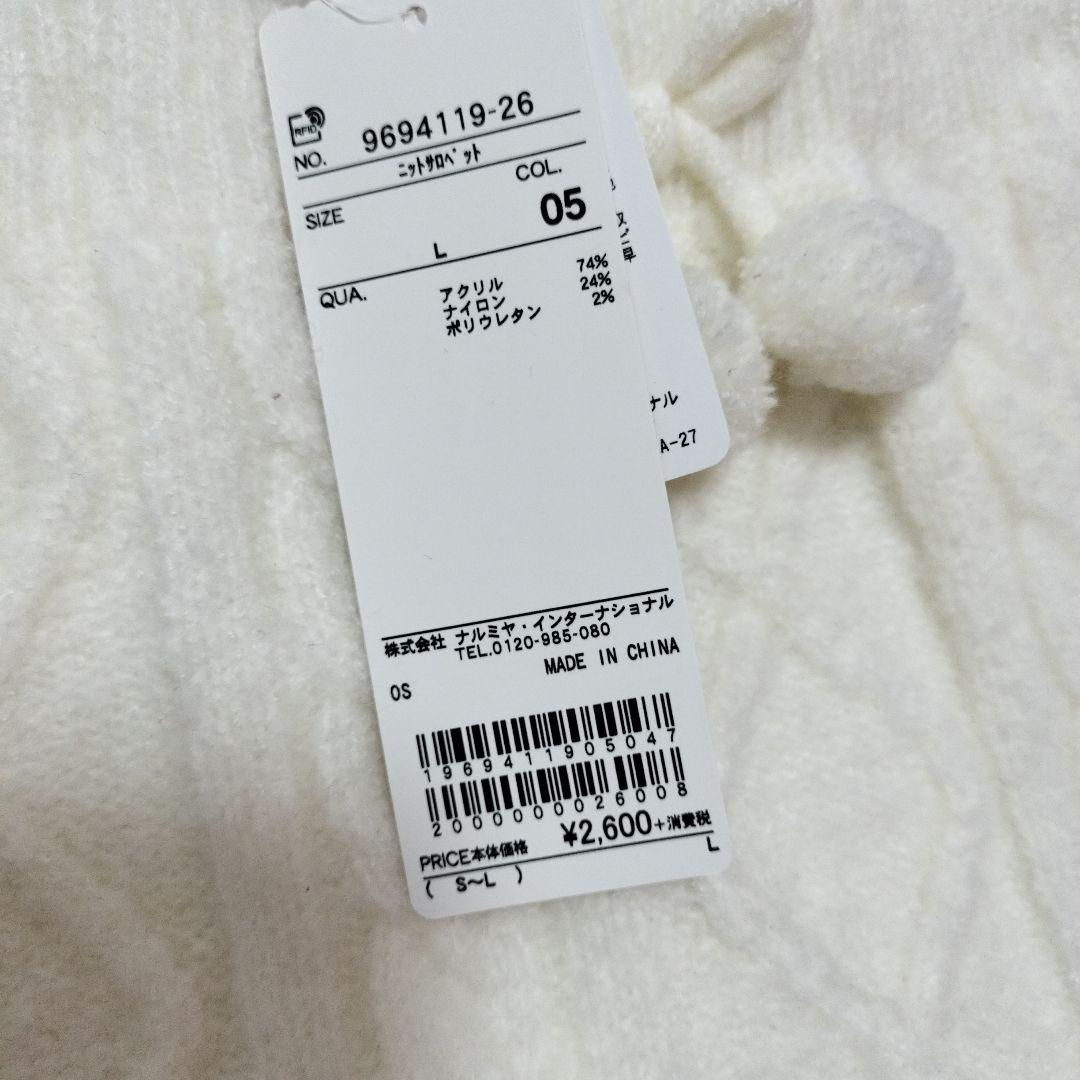 RFID
NO. 9694119-26
ﾆｯﾄｻﾛﾍﾟｯﾄ
SIZE COL.
L 05
QUA. アクリル 74%
ナイロン 24%
ポリウレタン 2%
株式会社 ナルミヤ・インターナショナル
TEL.0120-985-080
0S MADE IN CHINA
1969411905047
2000000026008
PRICE本体価格 ¥2,600+消費税
( S〜L ) L
ナル
A-27